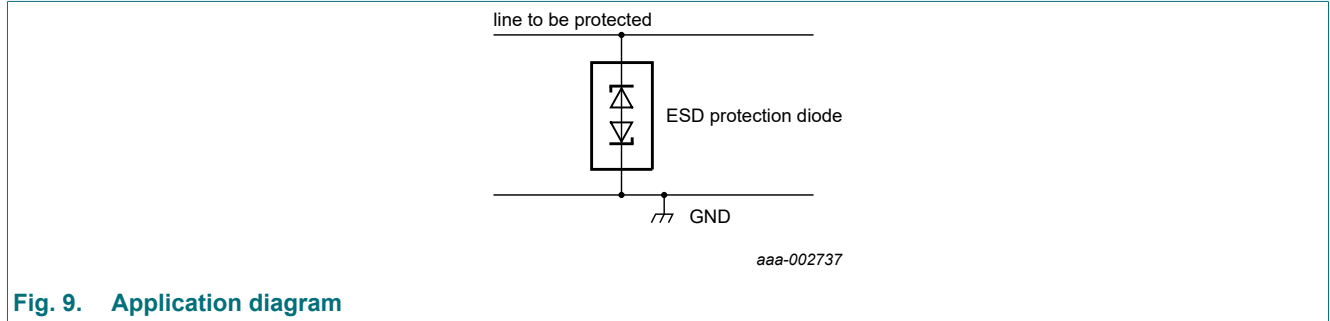 line to be protected
ESD protection diode
GND
aaa-002737
Fig. 9. Application diagram